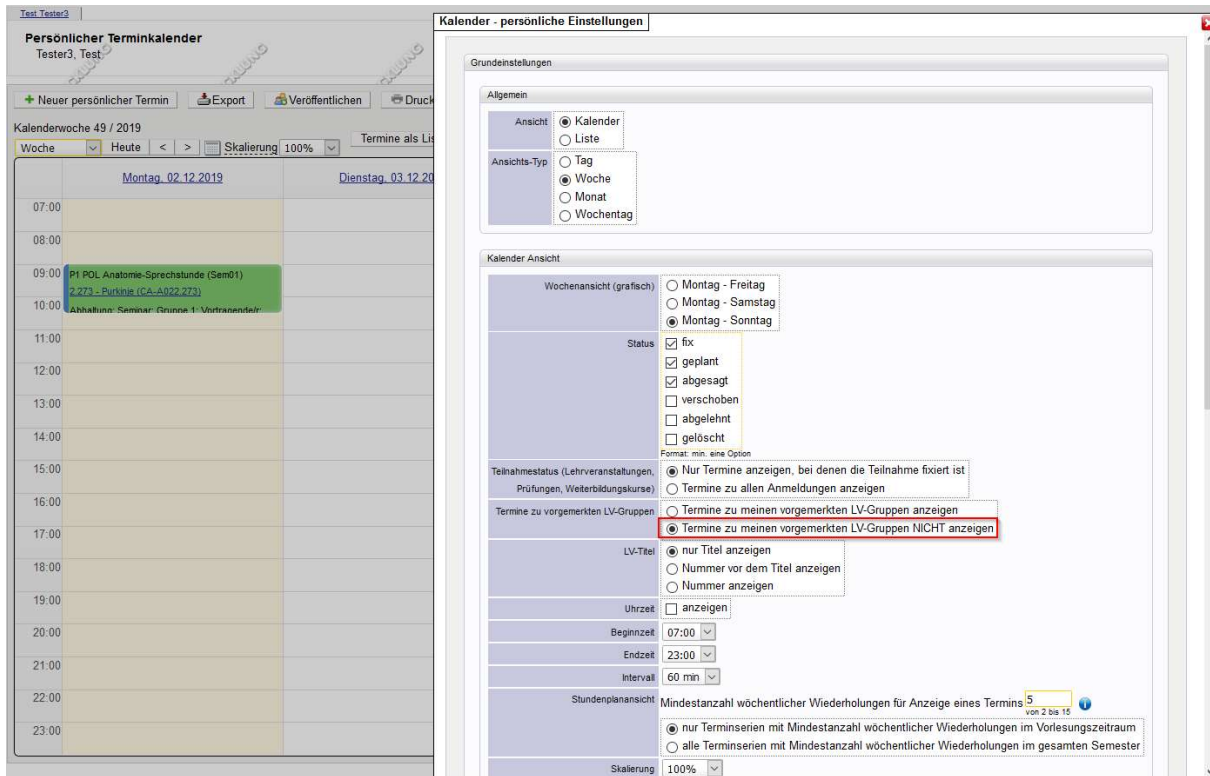 Test Tester3
Persönlicher Terminkalender
Tester3, Test
+ Neuer persönlicher Termin
Export
Veröffentlichen
Druck
Kalenderwoche 49 / 2019
Woche
Heute
<
>
Skalierung
100%
Termine als Lis
Montag, 02.12.2019
Dienstag, 03.12.20
07:00
08:00
09:00
P1 POL Anatomie-Sprechstunde (Sem01)
2.273 - Purkinje (CA-A022.273)
10:00
Abhaltung; Seminar; Gruppe 1; Vortragende/r:
11:00
12:00
13:00
14:00
15:00
16:00
17:00
18:00
19:00
20:00
21:00
22:00
23:00
Kalender - persönliche Einstellungen
Grundeinstellungen
Allgemein
Ansicht
Kalender
Liste
Ansichts-Typ
Tag
Woche
Monat
Wochentag
Kalender Ansicht
Wochenansicht (grafisch)
Montag - Freitag
Montag - Samstag
Montag - Sonntag
Status
fix
geplant
abgesagt
verschoben
abgelehnt
gelöscht
Format: min. eine Option
Teilnahmestatus (Lehrveranstaltungen,
Prüfungen, Weiterbildungskurse)
Nur Termine anzeigen, bei denen die Teilnahme fixiert ist
Termine zu allen Anmeldungen anzeigen
Termine zu vorgemerkten LV-Gruppen
Termine zu meinen vorgemerkten LV-Gruppen anzeigen
Termine zu meinen vorgemerkten LV-Gruppen NICHT anzeigen
LV-Titel
nur Titel anzeigen
Nummer vor dem Titel anzeigen
Nummer anzeigen
Uhrzeit
anzeigen
Beginnzeit
07:00
Endzeit
23:00
Intervall
60 min
Stundenplanansicht
Mindestanzahl wöchentlicher Wiederholungen für Anzeige eines Termins 5
von 2 bis 15
nur Terminserien mit Mindestanzahl wöchentlicher Wiederholungen im Vorlesungszeitraum
alle Terminserien mit Mindestanzahl wöchentlicher Wiederholungen im gesamten Semester
Skalierung
100%